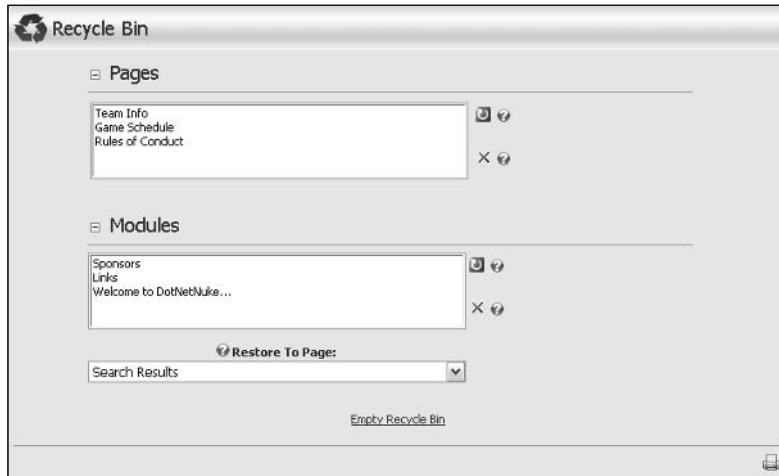 Recycle Bin
Pages
Team Info
Game Schedule
Rules of Conduct
Modules
Sponsors
Links
Welcome to DotNetNuke...
Restore To Page:
Search Results
Empty Recycle Bin